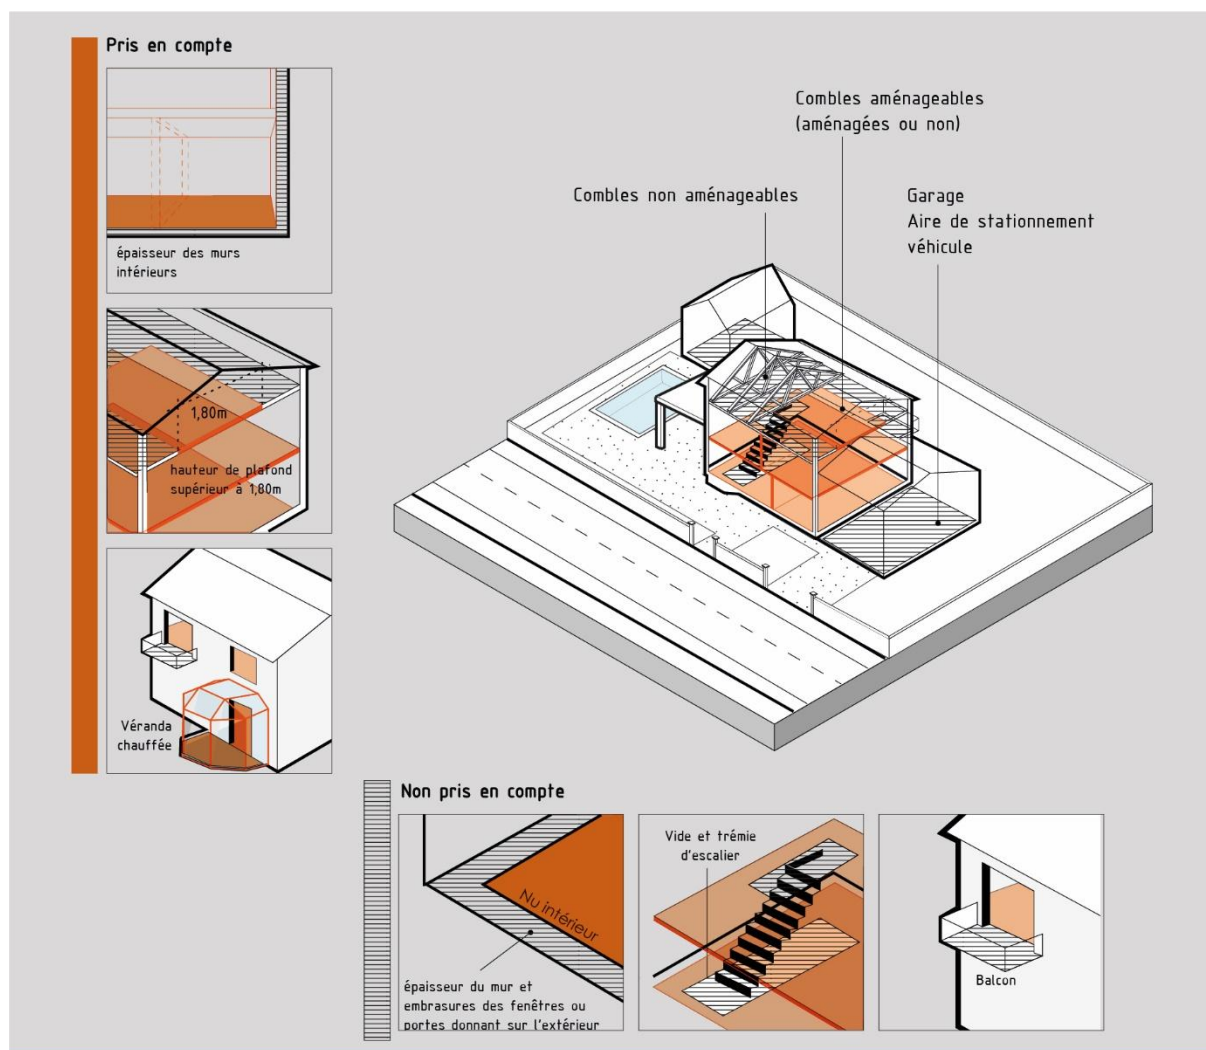 Pris en compte
épaisseur des murs
intérieurs
1,80m
hauteur de plafond
supérieur à 1,80m
Véranda
chauffée
Combles aménageables
(aménagées ou non)
Combles non aménageables
Garage
Aire de stationnement
véhicule
Non pris en compte
Nu intérieur
épaisseur du mur et
embrasures des fenêtres ou
portes donnant sur l'extérieur
Vide et trémie
d'escalier
Balcon